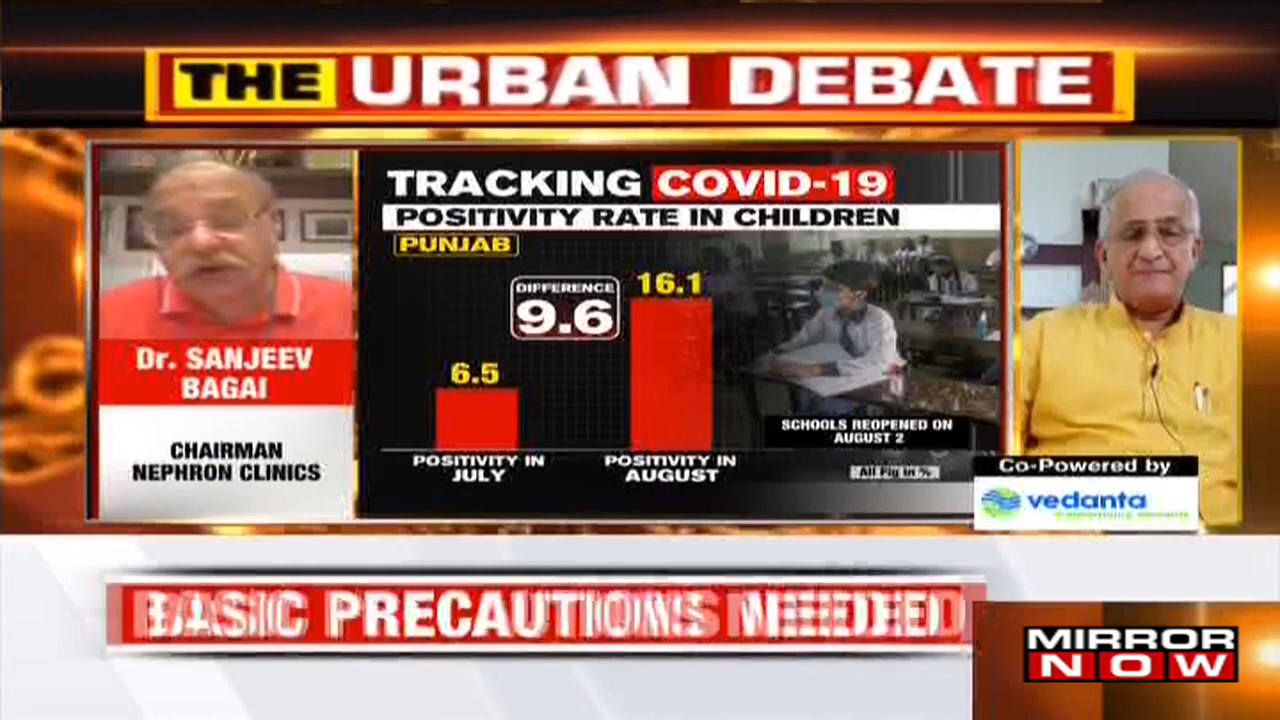 THE URBAN DEBATE
TRACKING COVID-19
POSITIVITY RATE IN CHILDREN
PUNJAB
DIFFERENCE
9.6
16.1
6.5
POSITIVITY IN
JULY
POSITIVITY IN
AUGUST
SCHOOLS REOPENED ON
AUGUST 2
All Fig in %
Dr. SANJEEV
BAGAI
CHAIRMAN
NEPHRON CLINICS
Co-Powered by
vedanta
BASIC PRECAUTIONS NEEDED
MIRROR
NOW